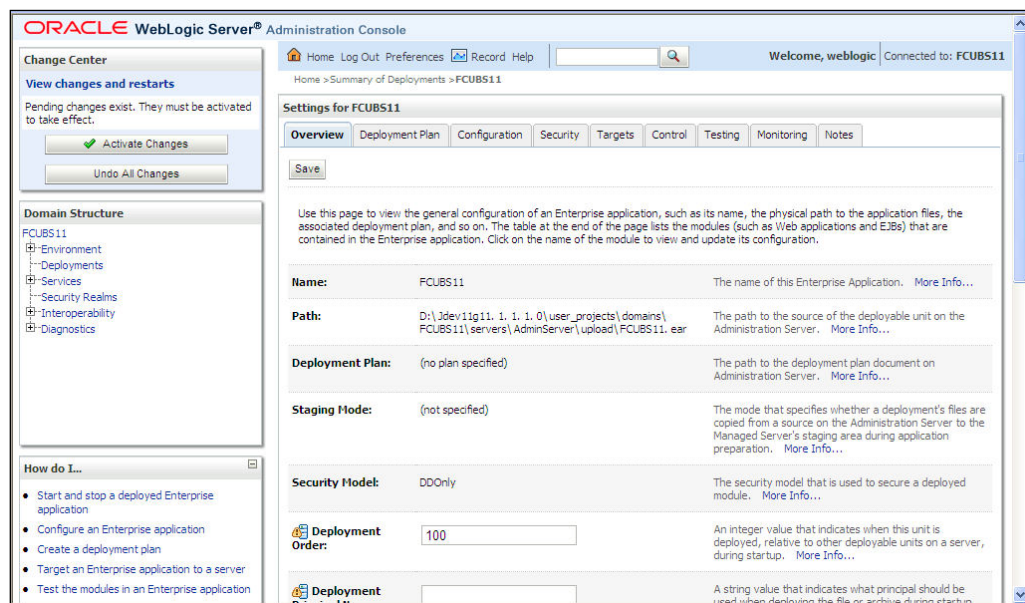 ORACLE WebLogic Server® Administration Console
Change Center
View changes and restarts
Pending changes exist. They must be activated
to take effect.
Activate Changes
Undo All Changes
Domain Structure
FCUBS11
Environment
Deployments
Services
Security Realms
Interoperability
Diagnostics
How do I...
Start and stop a deployed Enterprise
application
Configure an Enterprise application
Create a deployment plan
Target an Enterprise application to a server
Test the modules in an Enterprise application
Home Log Out Preferences Record Help
Welcome, weblogic Connected to: FCUBS11
Home >Summary of Deployments >FCUBS11
Settings for FCUBS11
Overview Deployment Plan Configuration Security Targets Control Testing Monitoring Notes
Save
Use this page to view the general configuration of an Enterprise application, such as its name, the physical path to the application files, the
associated deployment plan, and so on. The table at the end of the page lists the modules (such as Web applications and EJBs) that are
contained in the Enterprise application. Click on the name of the module to view and update its configuration.
Name: FCUBS11 The name of this Enterprise Application. More Info...
Path: D:\Jdev11g11. 1. 1. 1. 0\user_projects\domains\ The path to the source of the deployable unit on the
FCUBS11\servers\AdminServer\upload\FCUBS11. ear Administration Server. More Info...
Deployment Plan: (no plan specified) The path to the deployment plan document on
Administration Server. More Info...
Staging Mode: (not specified) The mode that specifies whether a deployment's files are
copied from a source on the Administration Server to the
Managed Server's staging area during application
preparation. More Info...
Security Model: DDOnly The security model that is used to secure a deployed
module. More Info...
Deployment 100 An integer value that indicates when this unit is
Order: deployed, relative to other deployable units on a server,
during startup. More Info...
Deployment A string value that indicates what principal should be
used when deploying the file or archive during startup